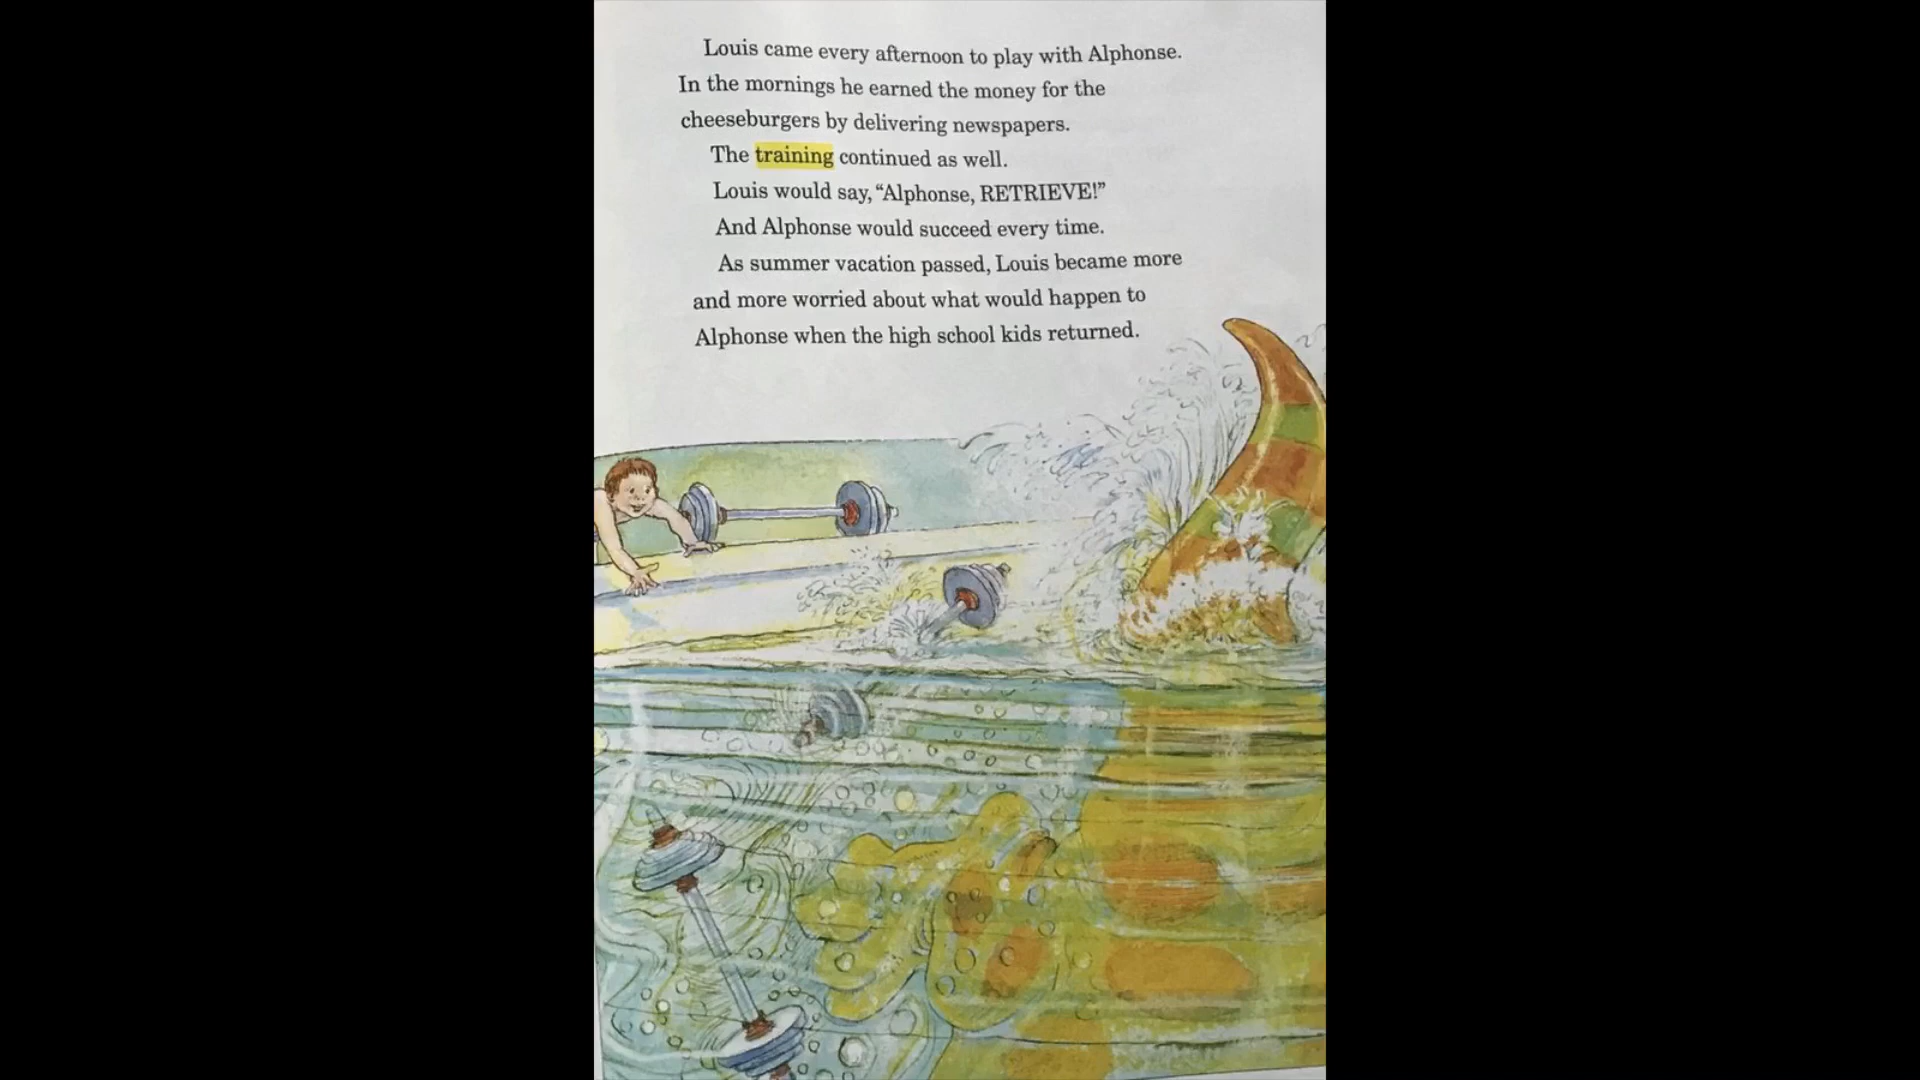 Louis came every afternoon to play with Alphonse.
In the mornings he earned the money for the
cheeseburgers by delivering newspapers.
The training continued as well.
Louis would say, “Alphonse, RETRIEVE!”
And Alphonse would succeed every time.
As summer vacation passed, Louis became more
and more worried about what would happen to
Alphonse when the high school kids returned.